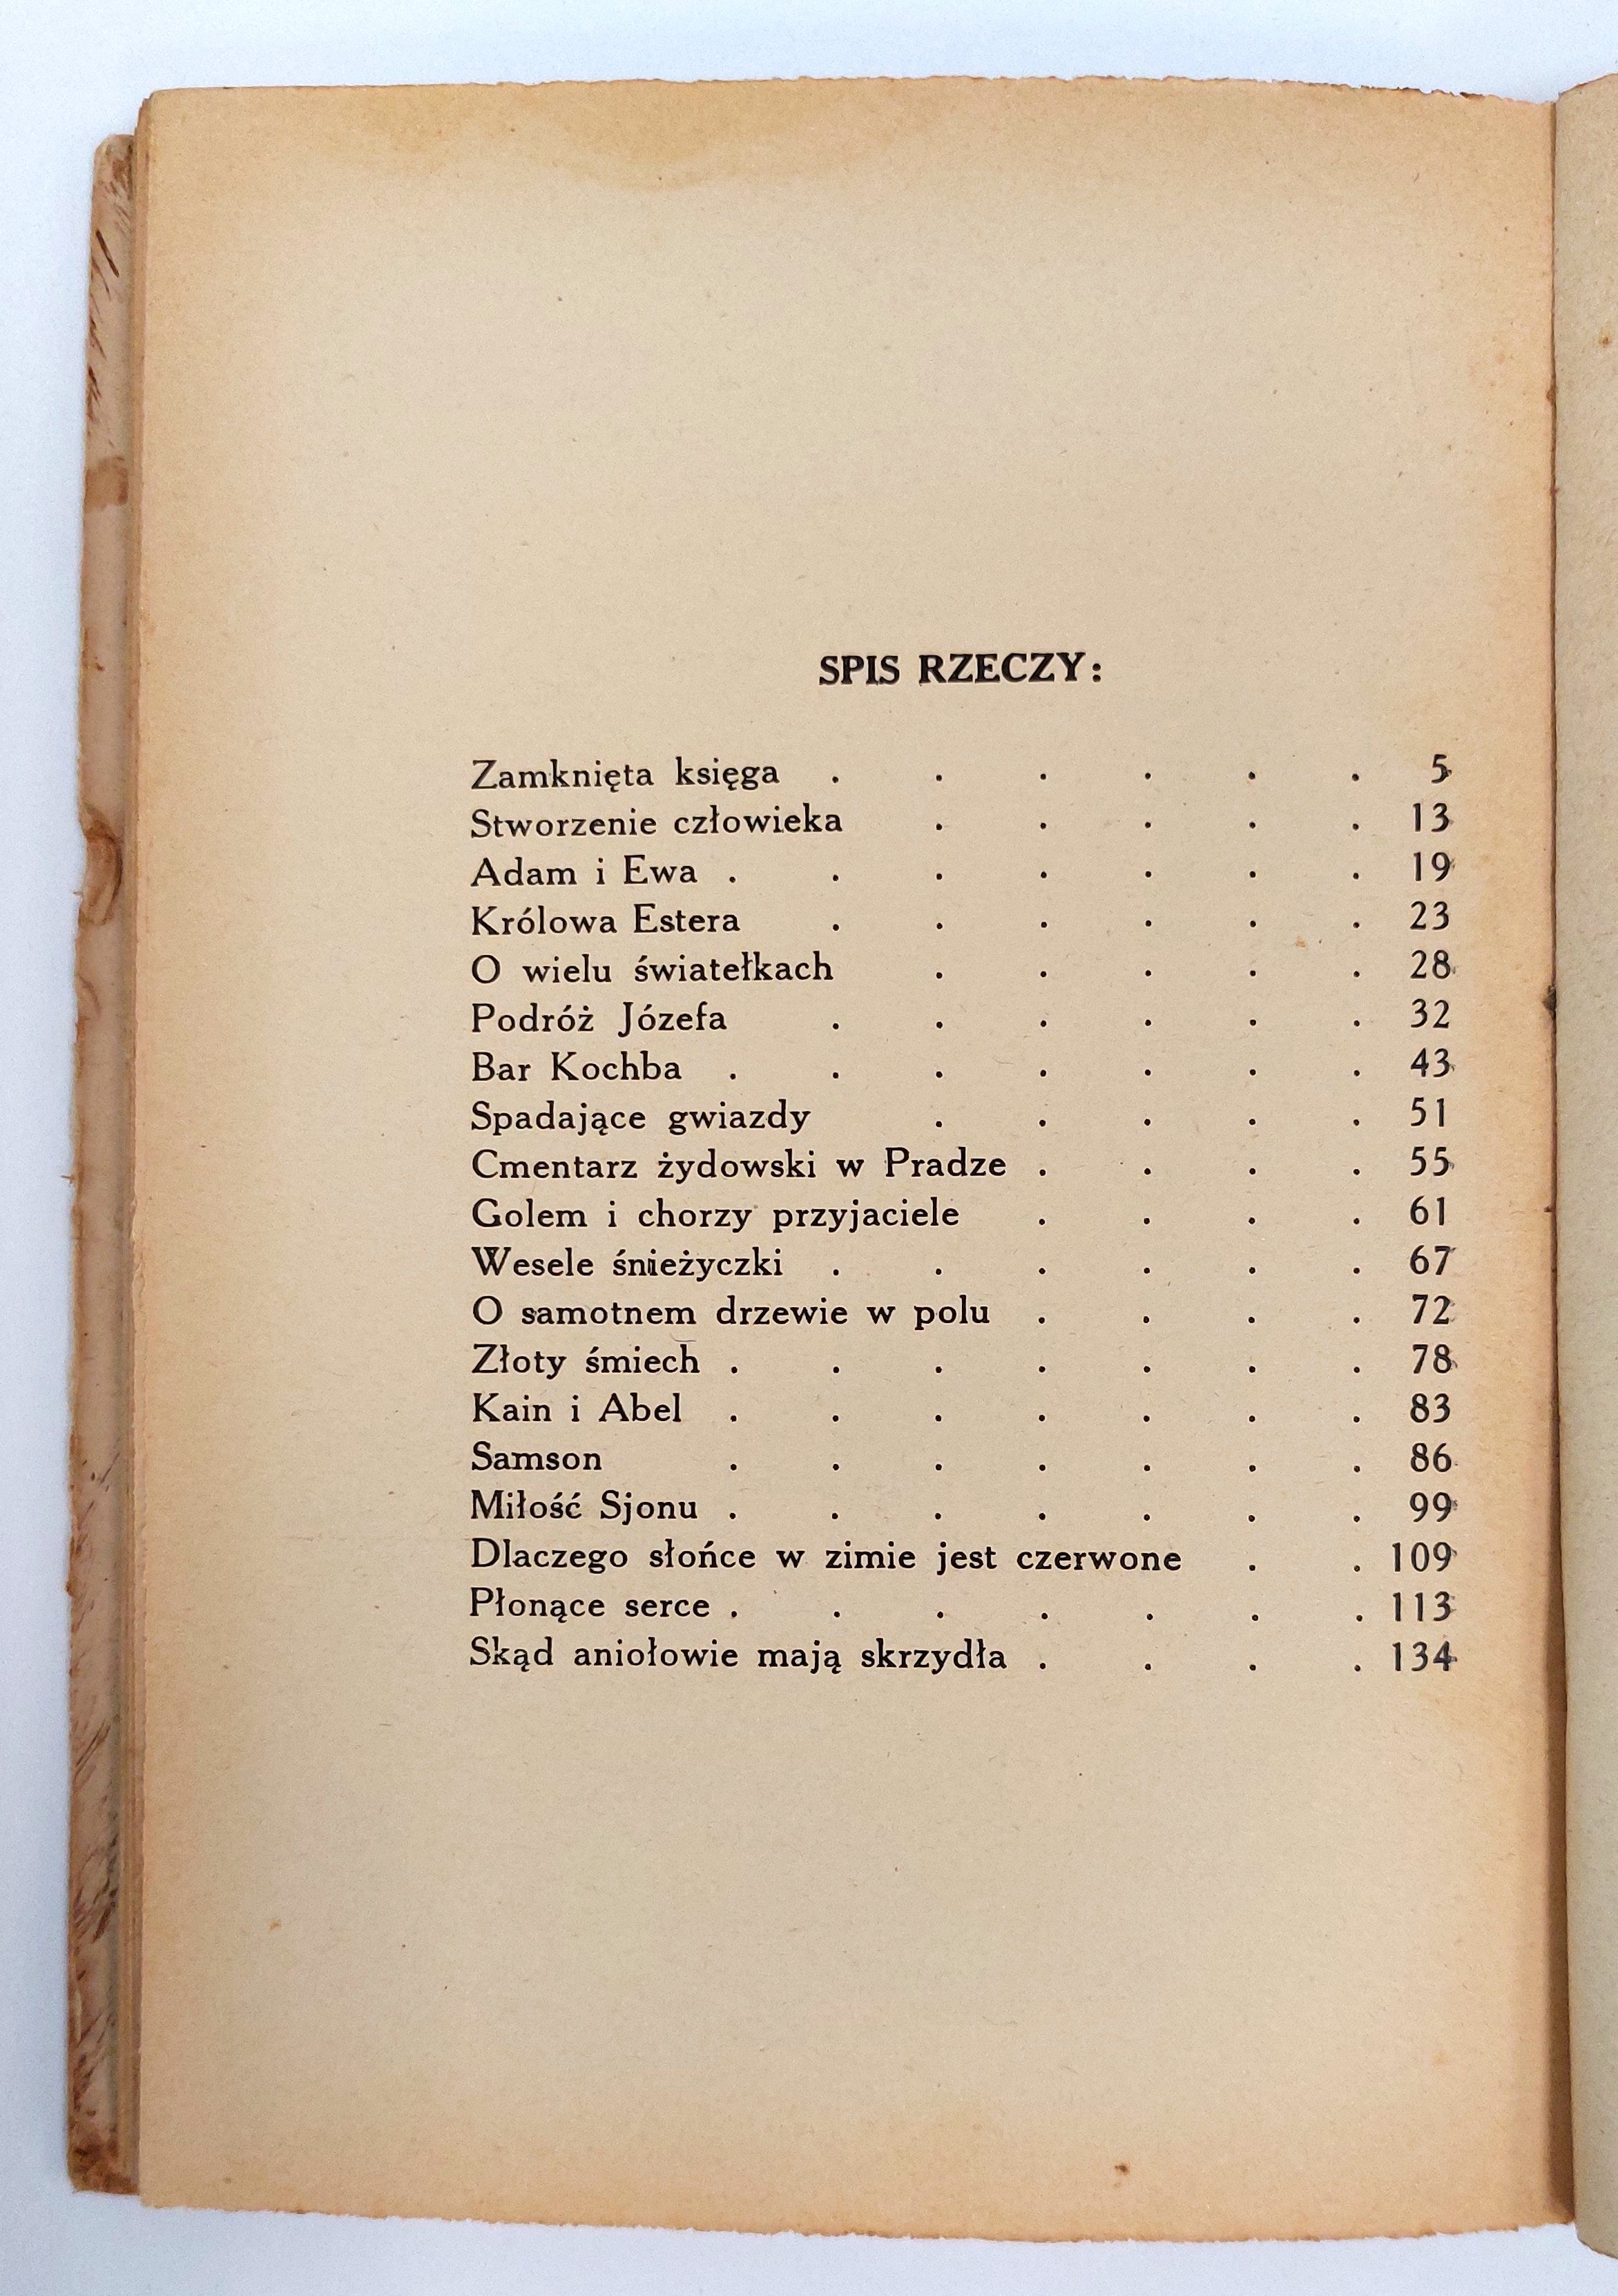 SPIS RZECZY:
Zamknięta księga . . . . . . 5
Stworzenie człowieka . . . . . 13
Adam i Ewa . . . . . . . 19
Królowa Estera . . . . . . 23
O wielu światełkach . . . . . 28
Podróż Józefa . . . . . . 32
Bar Kochba . . . . . . . 43
Spadające gwiazdy . . . . . 51
Cmentarz żydowski w Pradze . . . . 55
Golem i chorzy przyjaciele . . . . 61
Wesele śnieżyczki . . . . . . 67
O samotnem drzewie w polu . . . . 72
Złoty śmiech . . . . . . . 78
Kain i Abel . . . . . . . 83
Samson . . . . . . . 86
Miłość Sjonu . . . . . . . 99
Dlaczego słońce w zimie jest czerwone . . 109
Płonące serce . . . . . . . 113
Skąd aniołowie mają skrzydła . . . . 134